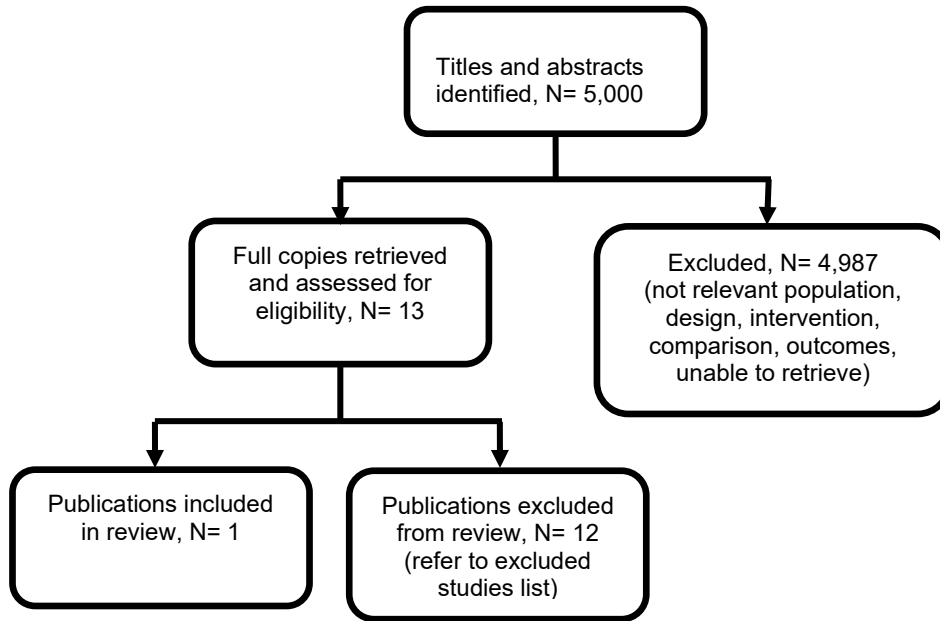 Titles and abstracts
identified, N= 5,000
Full copies retrieved
and assessed for
eligibility, N= 13
Excluded, N= 4,987
(not relevant population,
design, intervention,
comparison, outcomes,
unable to retrieve)
Publications included
in review, N= 1
Publications excluded
from review, N= 12
(refer to excluded
studies list)